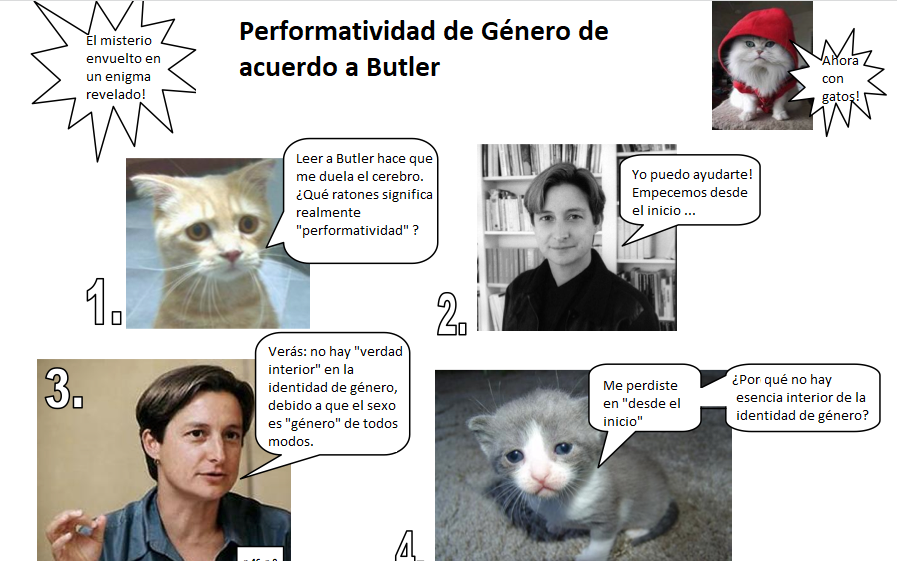 El misterio
envuelto en
un enigma
revelado!
Performatividad de Género de
acuerdo a Butler
Ahora
con
gatos!
Leer a Butler hace que
me duela el cerebro.
¿Qué ratones significa
realmente
"performatividad" ?
1.
Yo puedo ayudarte!
Empecemos desde
el inicio ...
2.
3.
Verás: no hay "verdad
interior" en la
identidad de género,
debido a que el sexo
es "género" de todos
modos.
Me perdiste
en "desde el
inicio"
¿Por qué no hay
esencia interior de la
identidad de género?
4.